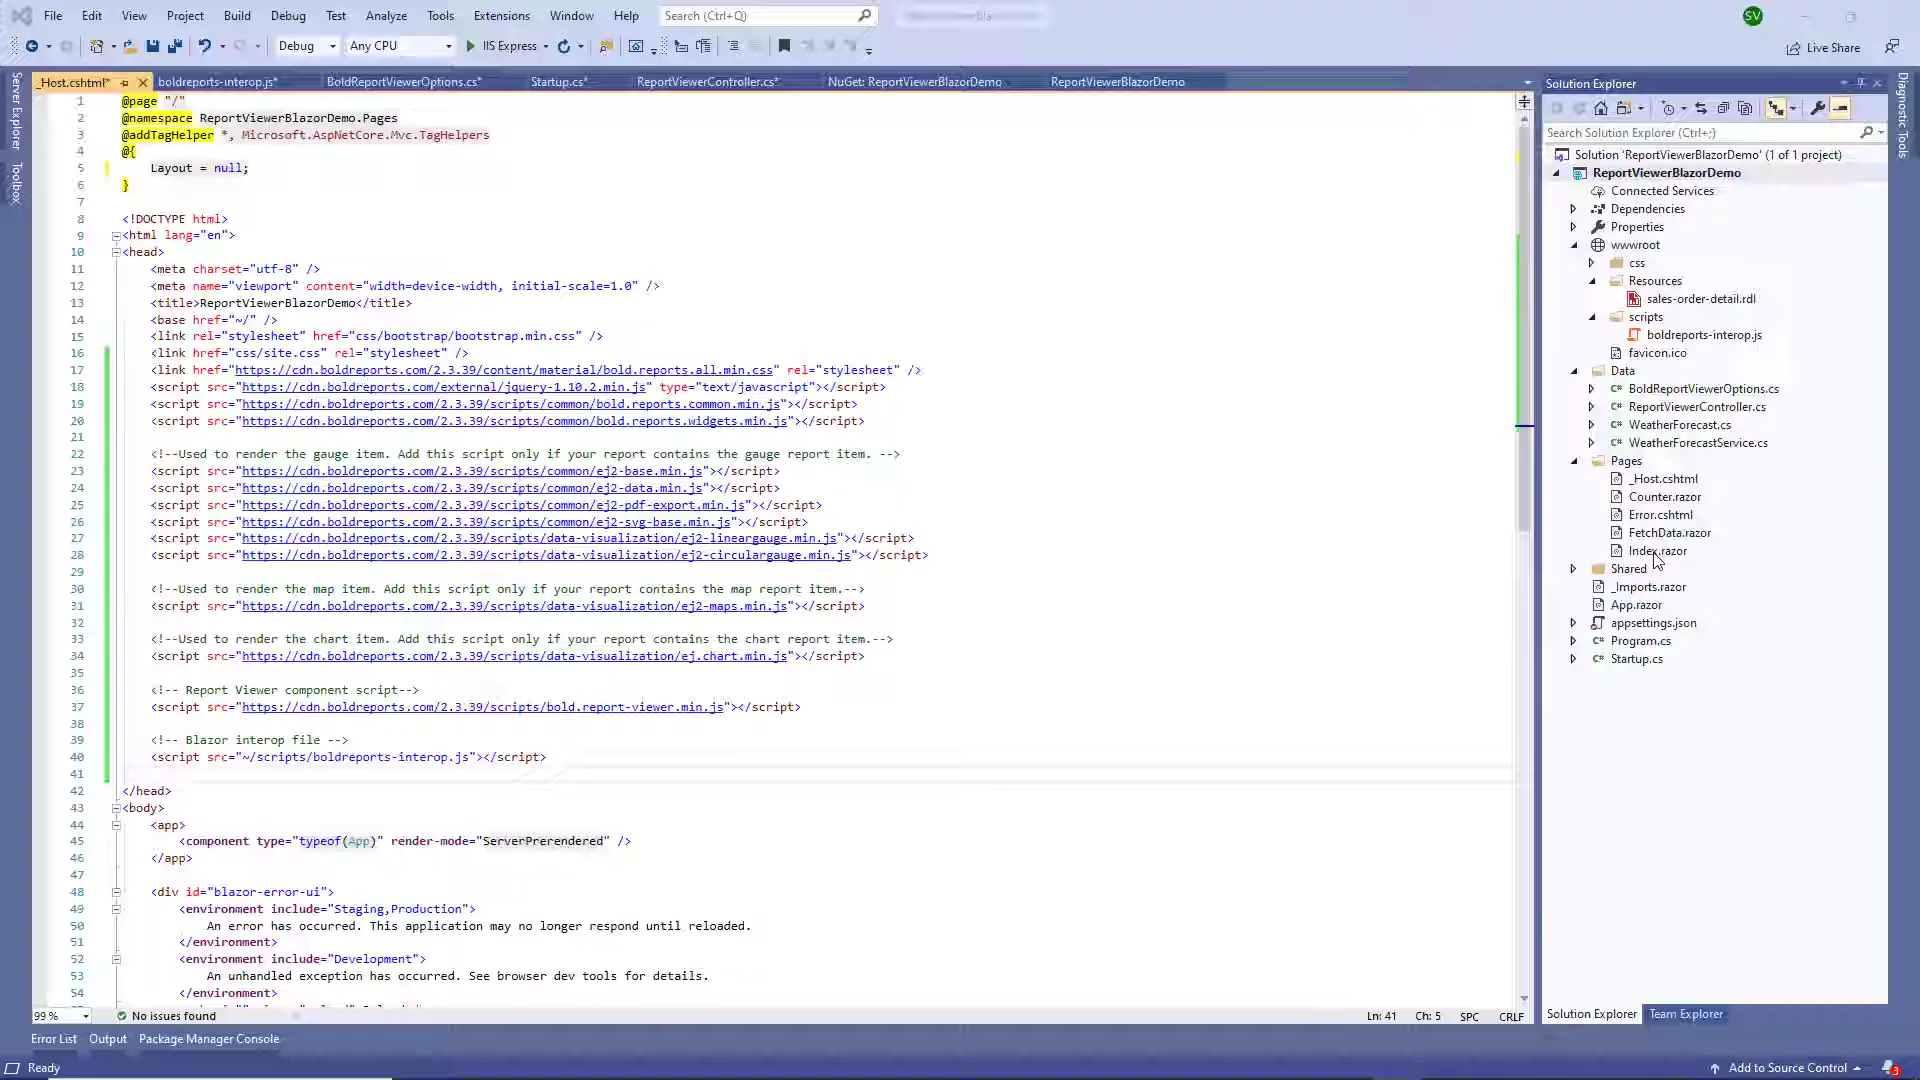 File Edit View Project Build Debug Test Analyze Tools Extensions Window Help Search (Ctrl+Q) SV
Debug Any CPU IIS Express Live Share
_Host.cshtml* boldreports-interop.js* BoldReportViewerOptions.cs* Startup.cs* ReportViewerController.cs* NuGet: ReportViewerBlazorDemo ReportViewerBlazorDemo
Server Explorer
Toolbox
1 @page "/"
2 @namespace ReportViewerBlazorDemo.Pages
3 @addTagHelper *, Microsoft.AspNetCore.Mvc.TagHelpers
4 @{
5 Layout = null;
6 }
7
8 <!DOCTYPE html>
9 <html lang="en">
10 <head>
11 <meta charset="utf-8" />
12 <meta name="viewport" content="width=device-width, initial-scale=1.0" />
13 <title>ReportViewerBlazorDemo</title>
14 <base href="~/" />
15 <link rel="stylesheet" href="css/bootstrap/bootstrap.min.css" />
16 <link href="css/site.css" rel="stylesheet" />
17 <link href="https://cdn.boldreports.com/2.3.39/content/material/bold.reports.all.min.css" rel="stylesheet" />
18 <script src="https://cdn.boldreports.com/external/jquery-1.10.2.min.js" type="text/javascript"></script>
19 <script src="https://cdn.boldreports.com/2.3.39/scripts/common/bold.reports.common.min.js"></script>
20 <script src="https://cdn.boldreports.com/2.3.39/scripts/common/bold.reports.widgets.min.js"></script>
21
22 <!--Used to render the gauge item. Add this script only if your report contains the gauge report item. -->
23 <script src="https://cdn.boldreports.com/2.3.39/scripts/common/ej2-base.min.js"></script>
24 <script src="https://cdn.boldreports.com/2.3.39/scripts/common/ej2-data.min.js"></script>
25 <script src="https://cdn.boldreports.com/2.3.39/scripts/common/ej2-pdf-export.min.js"></script>
26 <script src="https://cdn.boldreports.com/2.3.39/scripts/common/ej2-svg-base.min.js"></script>
27 <script src="https://cdn.boldreports.com/2.3.39/scripts/data-visualization/ej2-lineargauge.min.js"></script>
28 <script src="https://cdn.boldreports.com/2.3.39/scripts/data-visualization/ej2-circulargauge.min.js"></script>
29
30 <!--Used to render the map item. Add this script only if your report contains the map report item.-->
31 <script src="https://cdn.boldreports.com/2.3.39/scripts/data-visualization/ej2-maps.min.js"></script>
32
33 <!--Used to render the chart item. Add this script only if your report contains the chart report item.-->
34 <script src="https://cdn.boldreports.com/2.3.39/scripts/data-visualization/ej.chart.min.js"></script>
35
36 <!-- Report Viewer component script-->
37 <script src="https://cdn.boldreports.com/2.3.39/scripts/bold.report-viewer.min.js"></script>
38
39 <!-- Blazor interop file -->
40 <script src="~/scripts/boldreports-interop.js"></script>
41
42 </head>
43 <body>
44 <app>
45 <component type="typeof(App)" render-mode="ServerPrerendered" />
46 </app>
47
48 <div id="blazor-error-ui">
49 <environment include="Staging,Production">
50 An error has occurred. This application may no longer respond until reloaded.
51 </environment>
52 <environment include="Development">
53 An unhandled exception has occurred. See browser dev tools for details.
54 </environment>
99 % No issues found Ln: 41 Ch: 5 SPC CRLF
Solution Explorer
Search Solution Explorer (Ctrl+;)
Solution 'ReportViewerBlazorDemo' (1 of 1 project)
ReportViewerBlazorDemo
Connected Services
Dependencies
Properties
wwwroot
css
Resources
sales-order-detail.rdl
scripts
boldreports-interop.js
favicon.ico
Data
BoldReportViewerOptions.cs
ReportViewerController.cs
WeatherForecast.cs
WeatherForecastService.cs
Pages
_Host.cshtml
Counter.razor
Error.cshtml
FetchData.razor
Index.razor
Shared
_Imports.razor
App.razor
appsettings.json
Program.cs
Startup.cs
Solution Explorer Team Explorer
Diagnostic Tools
Error List Output Package Manager Console
Ready Add to Source Control 3